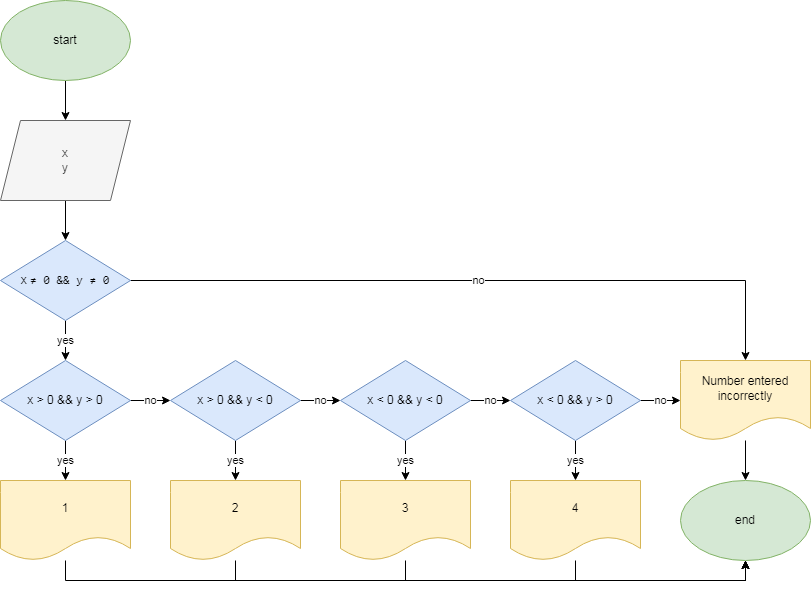 start
x
y
x ≠ 0 && y ≠ 0
no
yes
x > 0 && y > 0
no
x > 0 && y < 0
no
x < 0 && y < 0
no
x < 0 && y > 0
no
Number entered
incorrectly
yes
yes
yes
yes
1
2
3
4
end